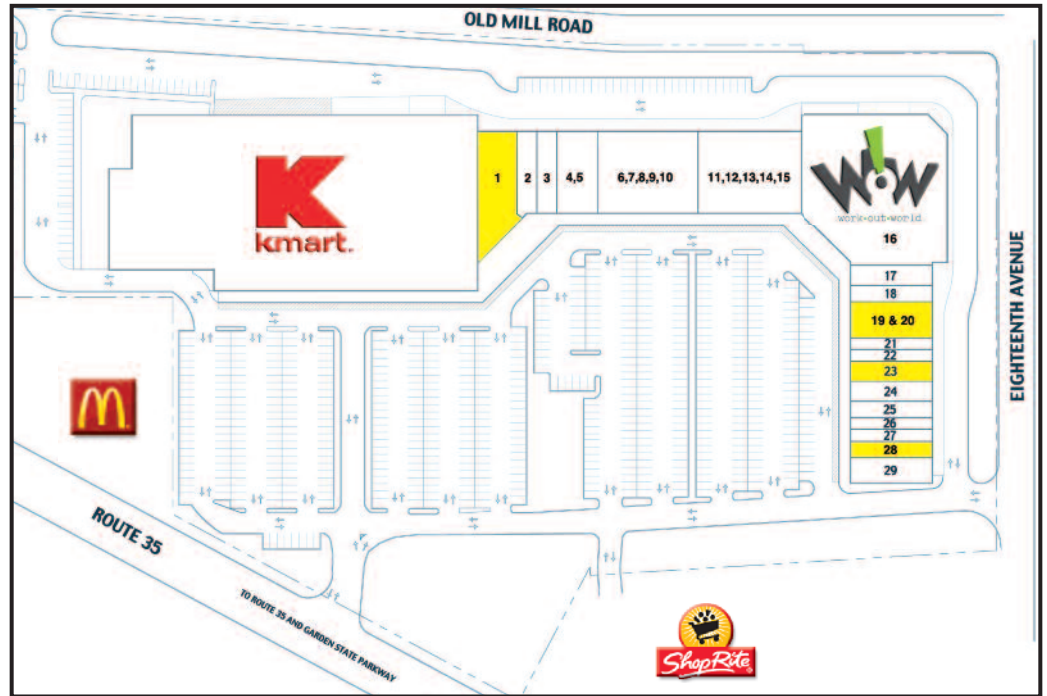 OLD MILL ROAD
K
kmart.
1
2
3
4,5
6,7,8,9,10
11,12,13,14,15
WOW
work-out-world
16
17
18
19 & 20
21
22
23
24
25
26
27
28
29
EIGHTEENTH AVENUE
M
ROUTE 35
TO ROUTE 35 AND GARDEN STATE PARKWAY
ShopRite